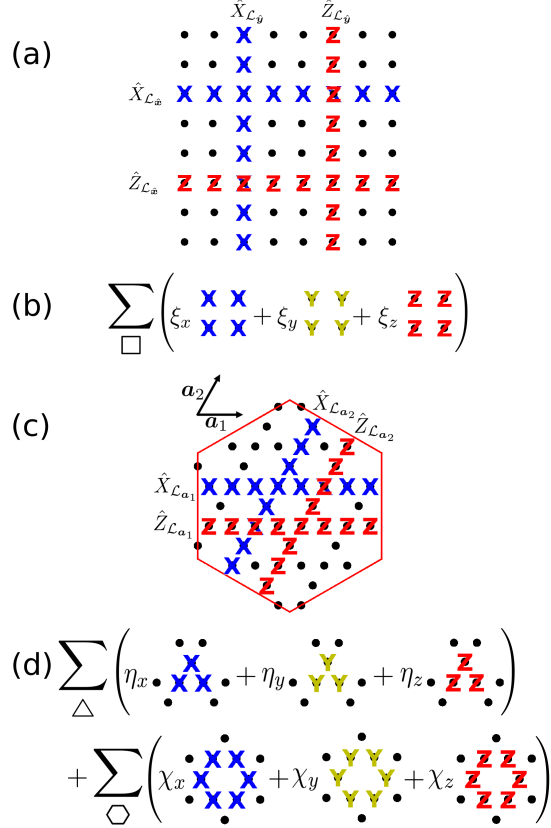 X̂_{ℒ_ŷ} Ẑ_{ℒ_ŷ}
(a)
X Z
X Z
X̂_{ℒ_x̂} X X X X X Z X X
X Z
X Z
Ẑ_{ℒ_x̂} Z Z Z Z Z Z Z Z
X Z
X Z
(b) ∑_□ ( ξ_x X X X X + ξ_y Y Y Y Y + ξ_z Z Z Z Z )
(c)
a_2
a_1
X̂_{ℒ_{a_2}}
X
Ẑ_{ℒ_{a_2}}
Z
X Z
X̂_{ℒ_{a_1}} X X X X X Z X X
X Z
Ẑ_{ℒ_{a_1}} Z Z Z Z Z Z Z Z
X Z
X Z
Z
(d) ∑_△ ( η_x X X X + η_y Y Y Y + η_z Z Z Z )
+ ∑_⬡ ( χ_x X X X X X X + χ_y Y Y Y Y Y Y + χ_z Z Z Z Z Z Z )